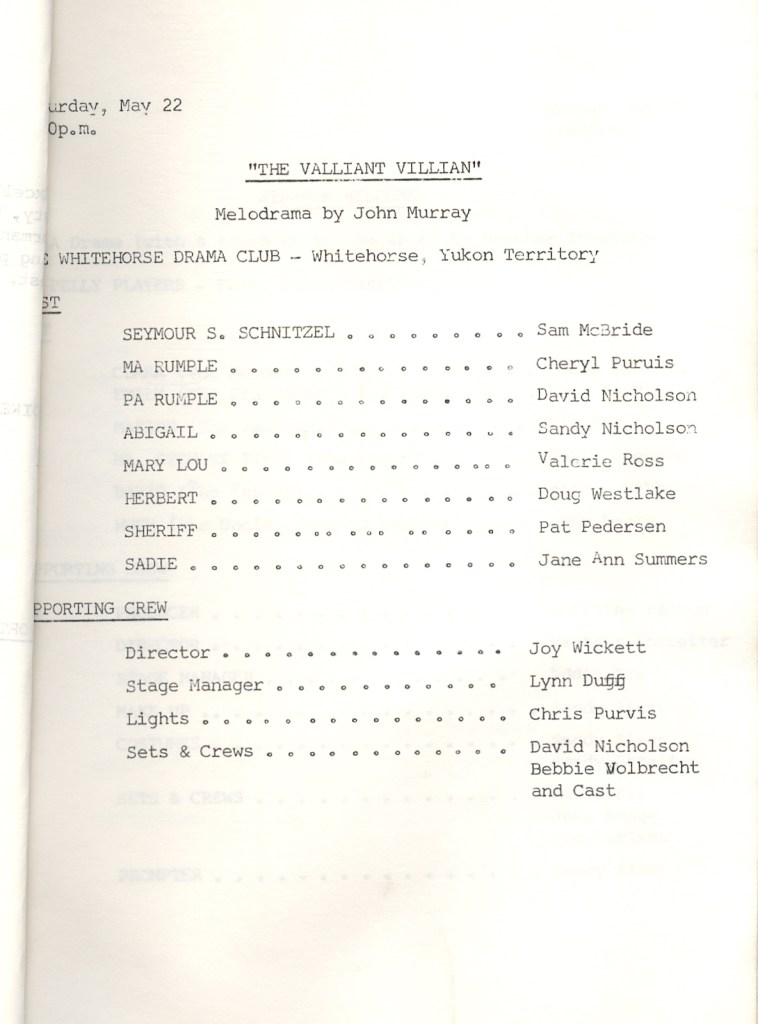 urday, May 22
0p.m.
"THE VALLIANT VILLIAN"
Melodrama by John Murray
E WHITEHORSE DRAMA CLUB - Whitehorse, Yukon Territory
ST
SEYMOUR S. SCHNITZEL . . . . . . . . . Sam McBride
MA RUMPLE . . . . . . . . . . . . . . Cheryl Puruis
PA RUMPLE . . . . . . . . . . . . . . David Nicholson
ABIGAIL . . . . . . . . . . . . . . . Sandy Nicholson
MARY LOU . . . . . . . . . . . . . . Valerie Ross
HERBERT . . . . . . . . . . . . . . . Doug Westlake
SHERIFF . . . . . . . . . . . . . . . Pat Pedersen
SADIE . . . . . . . . . . . . . . . . Jane Ann Summers
PPORTING CREW
Director . . . . . . . . . . . . . . Joy Wickett
Stage Manager . . . . . . . . . . . Lynn Duff
Lights . . . . . . . . . . . . . . . Chris Purvis
Sets & Crews . . . . . . . . . . . . David Nicholson
Bebbie Volbrecht
and Cast